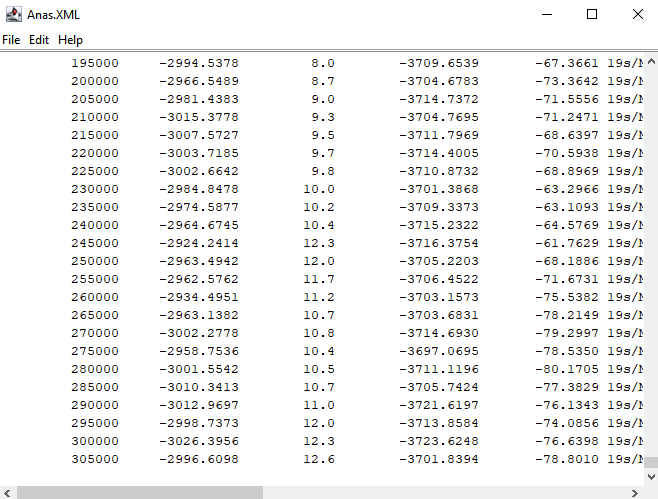 Anas.XML
File Edit Help
195000 -2994.5378 8.0 -3709.6539 -67.3661 19s/M
200000 -2966.5489 8.7 -3704.6783 -73.3642 19s/M
205000 -2981.4383 9.0 -3714.7372 -71.5556 19s/M
210000 -3015.3778 9.3 -3704.7695 -71.2471 19s/M
215000 -3007.5727 9.5 -3711.7969 -68.6397 19s/M
220000 -3003.7185 9.7 -3714.4005 -70.5938 19s/M
225000 -3002.6642 9.8 -3710.8732 -68.8969 19s/M
230000 -2984.8478 10.0 -3701.3868 -63.2966 19s/M
235000 -2974.5877 10.2 -3709.3373 -63.1093 19s/M
240000 -2964.6745 10.4 -3715.2322 -64.5769 19s/M
245000 -2924.2414 12.3 -3716.3754 -61.7629 19s/M
250000 -2963.4942 12.0 -3705.2203 -68.1886 19s/M
255000 -2962.5762 11.7 -3706.4522 -71.6731 19s/M
260000 -2934.4951 11.2 -3703.1573 -75.5382 19s/M
265000 -2963.1382 10.7 -3703.6831 -78.2149 19s/M
270000 -3002.2778 10.8 -3714.6930 -79.2997 19s/M
275000 -2958.7536 10.4 -3697.0695 -78.5350 19s/M
280000 -3001.5542 10.5 -3711.1196 -80.1705 19s/M
285000 -3010.3413 10.7 -3705.7424 -77.3829 19s/M
290000 -3012.9697 11.0 -3721.6197 -76.1343 19s/M
295000 -2998.7373 12.0 -3713.8584 -74.0856 19s/M
300000 -3026.3956 12.3 -3723.6248 -76.6398 19s/M
305000 -2996.6098 12.6 -3701.8394 -78.8010 19s/M